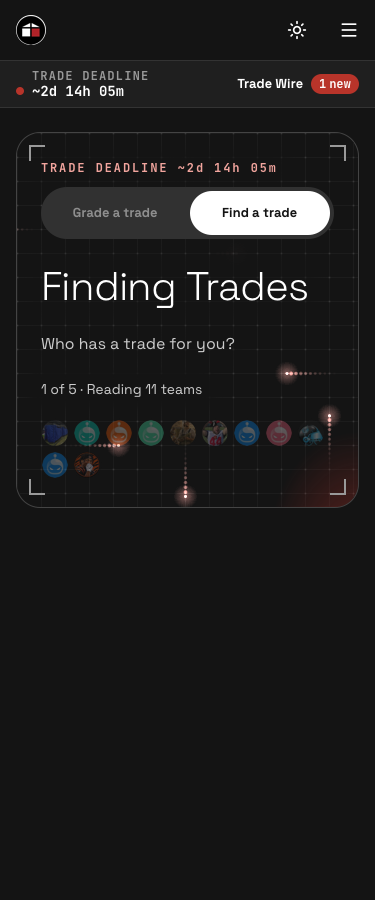 TRADE DEADLINE
~2d 14h 05m
Trade Wire
1 new
TRADE DEADLINE ~2d 14h 05m
Grade a trade
Find a trade
Finding Trades
Who has a trade for you?
1 of 5 · Reading 11 teams